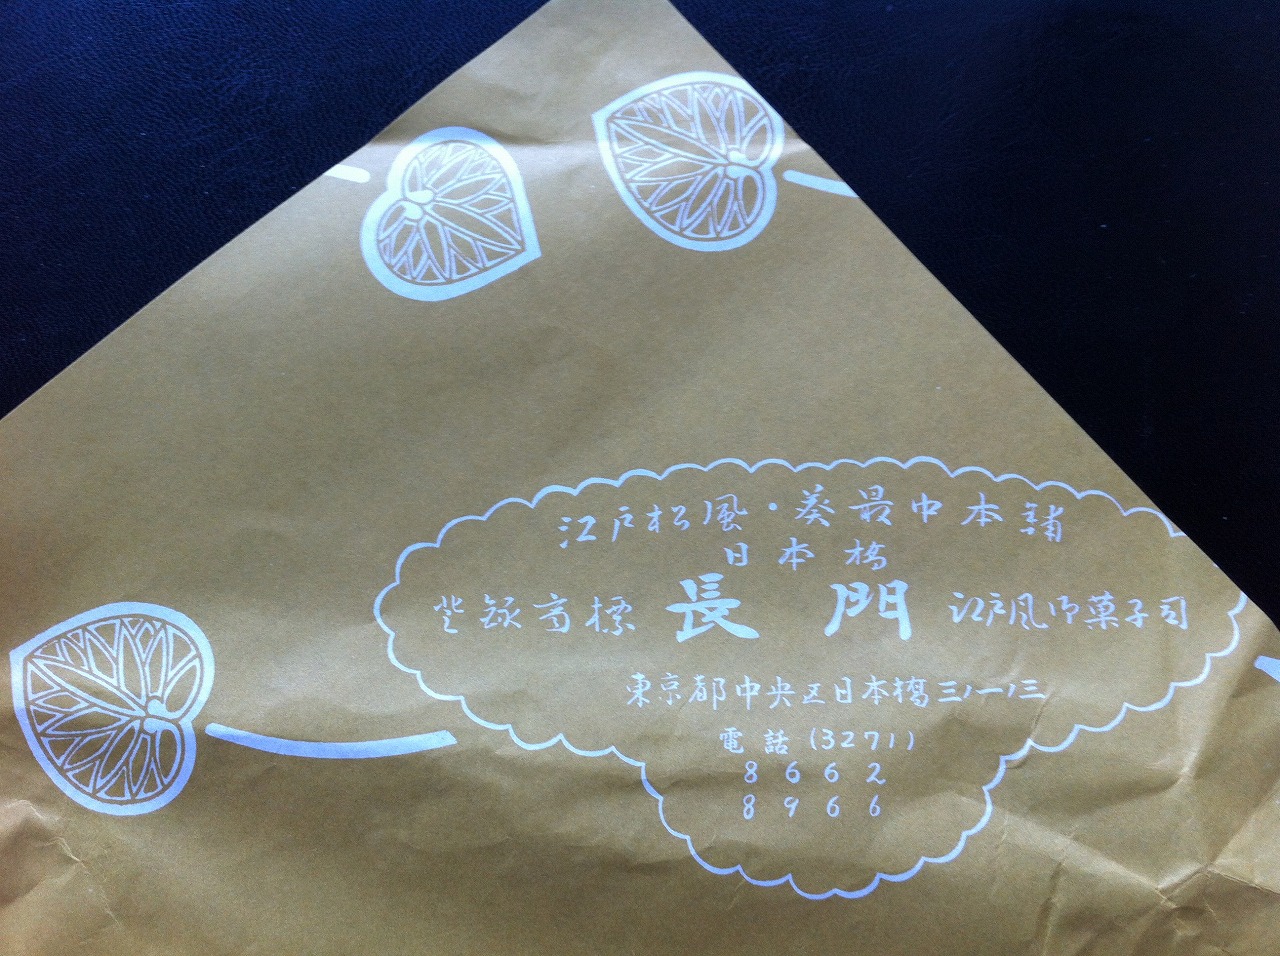 江戸松風・葵最中本舗
日本橋
登録商標 長門 江戸風御菓子司
東京都中央区日本橋三ノ一ノ三
電話(3271)
8662
8966